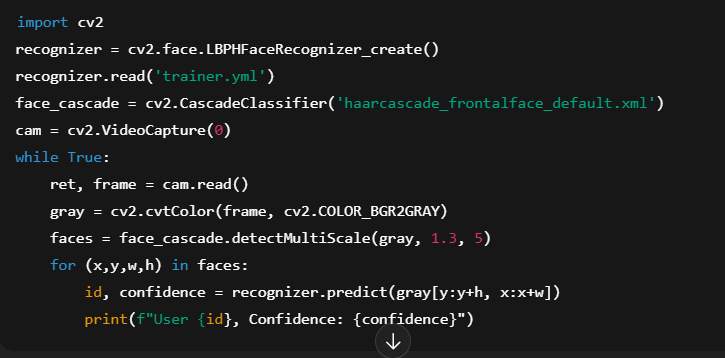 import cv2
recognizer = cv2.face.LBPHFaceRecognizer_create()
recognizer.read('trainer.yml')
face_cascade = cv2.CascadeClassifier('haarcascade_frontalface_default.xml')
cam = cv2.VideoCapture(0)
while True:
    ret, frame = cam.read()
    gray = cv2.cvtColor(frame, cv2.COLOR_BGR2GRAY)
    faces = face_cascade.detectMultiScale(gray, 1.3, 5)
    for (x,y,w,h) in faces:
        id, confidence = recognizer.predict(gray[y:y+h, x:x+w])
        print(f"User {id}, Confidence: {confidence}")